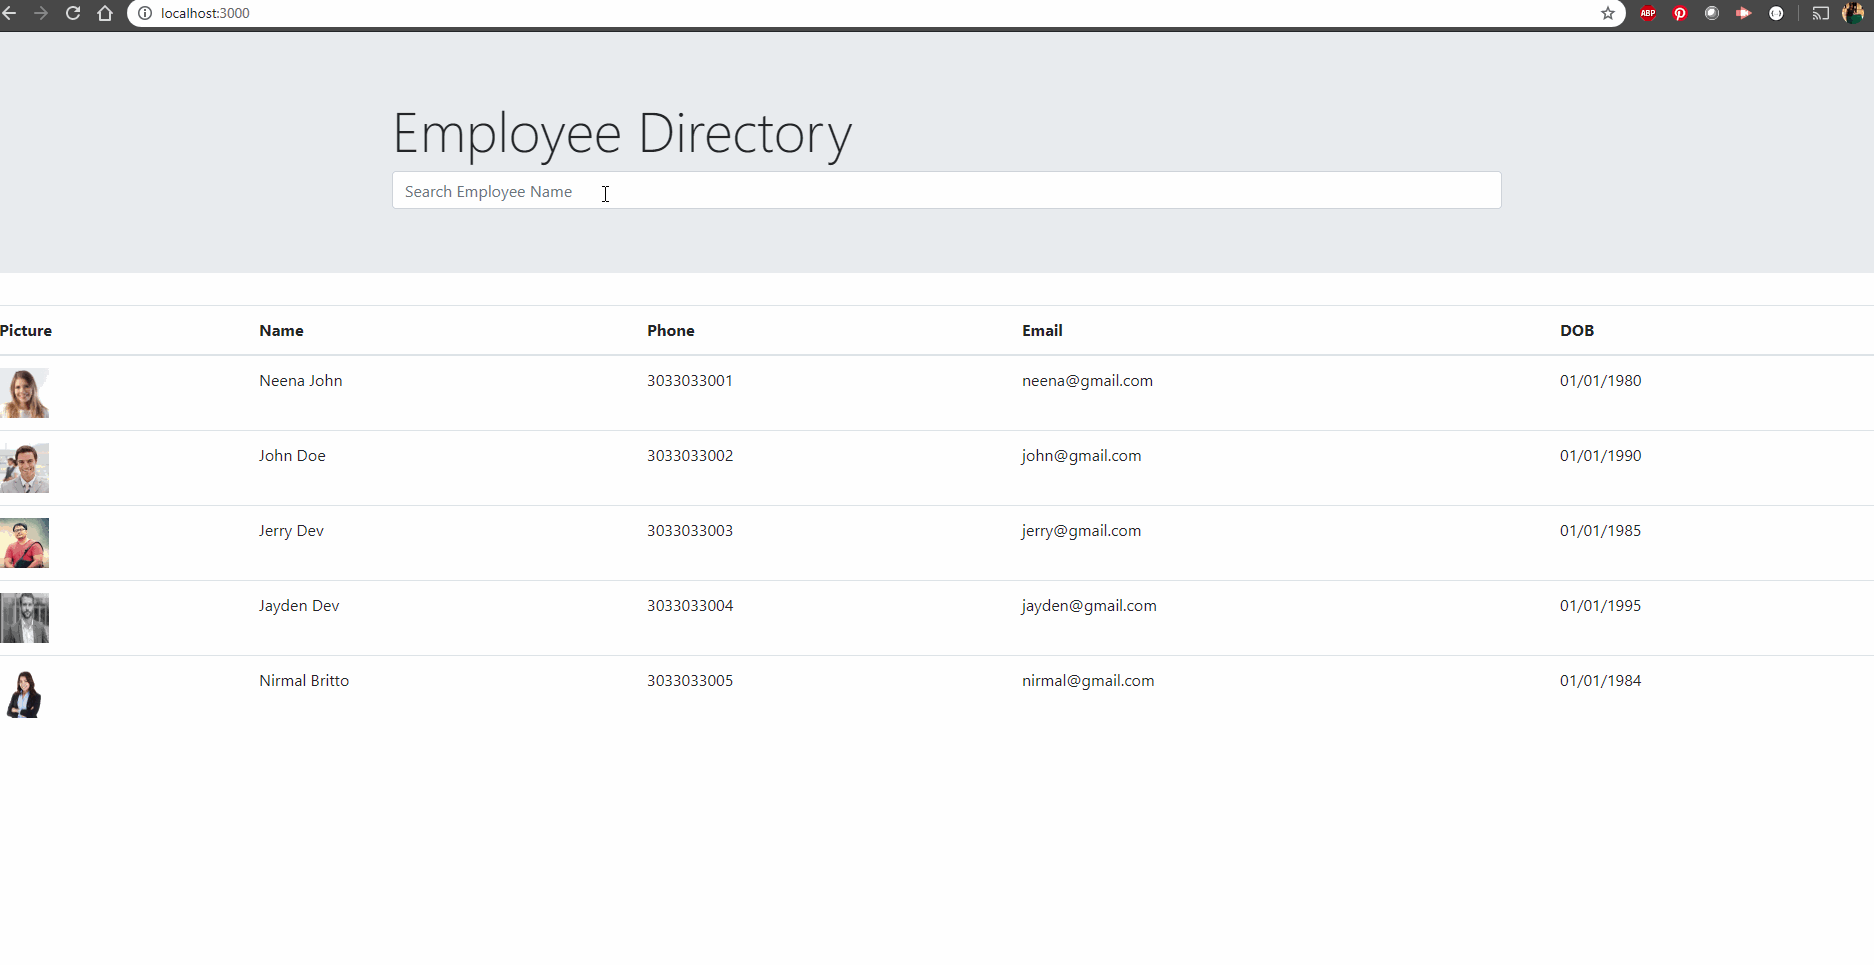 localhost:3000
ABP
Employee Directory
Search Employee Name
Picture Name Phone Email DOB
Neena John 3033033001 neena@gmail.com 01/01/1980
John Doe 3033033002 john@gmail.com 01/01/1990
Jerry Dev 3033033003 jerry@gmail.com 01/01/1985
Jayden Dev 3033033004 jayden@gmail.com 01/01/1995
Nirmal Britto 3033033005 nirmal@gmail.com 01/01/1984